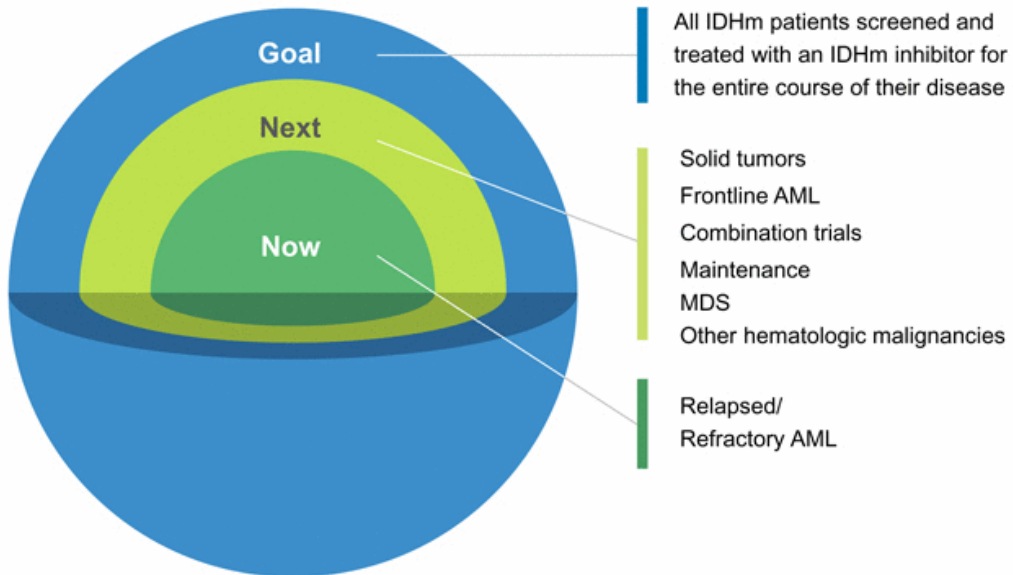 Goal
Next
Now
All IDHm patients screened and
treated with an IDHm inhibitor for
the entire course of their disease
Solid tumors
Frontline AML
Combination trials
Maintenance
MDS
Other hematologic malignancies
Relapsed/
Refractory AML